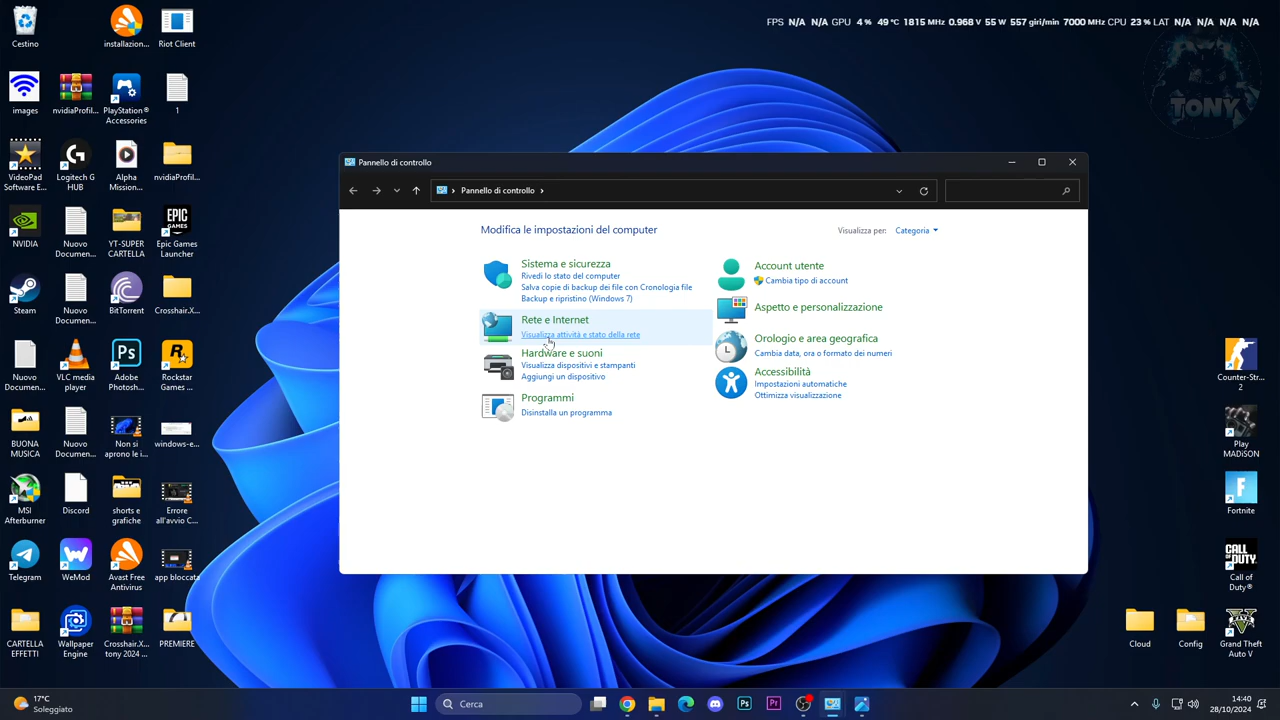 FPS N/A N/A GPU 4 % 49 °C 1815 MHz 0.968 V 55 W 557 giri/min 7000 MHz CPU 23 % LAT N/A N/A N/A N/A
TONY
Cestino
installazion...
Riot Client
images
nvidiaProfil...
PlayStation®
Accessories
1
VideoPad
Software E...
Logitech G
HUB
Alpha
Mission...
nvidiaProfil...
NVIDIA
Nuovo
Documen...
YT-SUPER
CARTELLA
Epic Games
Launcher
Steam
Nuovo
Documen...
BitTorrent
Crosshair.X...
Nuovo
Documen...
VLC media
player
Adobe
Photosh...
Rockstar
Games ...
BUONA
MUSICA
Nuovo
Documen...
Non si
aprono le i...
windows-e...
MSI
Afterburner
Discord
shorts e
grafiche
Errore
all'avvio C...
Telegram
WeMod
Avast Free
Antivirus
app bloccata
CARTELLA
EFFETTI
Wallpaper
Engine
Crosshair.X...
tony 2024 ...
PREMIERE
Pannello di controllo
Pannello di controllo
Modifica le impostazioni del computer
Visualizza per: Categoria
Sistema e sicurezza
Rivedi lo stato del computer
Salva copie di backup dei file con Cronologia file
Backup e ripristino (Windows 7)
Rete e Internet
Visualizza attività e stato della rete
Hardware e suoni
Visualizza dispositivi e stampanti
Aggiungi un dispositivo
Programmi
Disinstalla un programma
Account utente
Cambia tipo di account
Aspetto e personalizzazione
Orologio e area geografica
Cambia data, ora o formato dei numeri
Accessibilità
Impostazioni automatiche
Ottimizza visualizzazione
Counter-Str...
2
Play
MADiSON
Fortnite
Call of
Duty®
Cloud
Config
Grand Theft
Auto V
17°C
Soleggiato
Cerca
14:40
28/10/2024